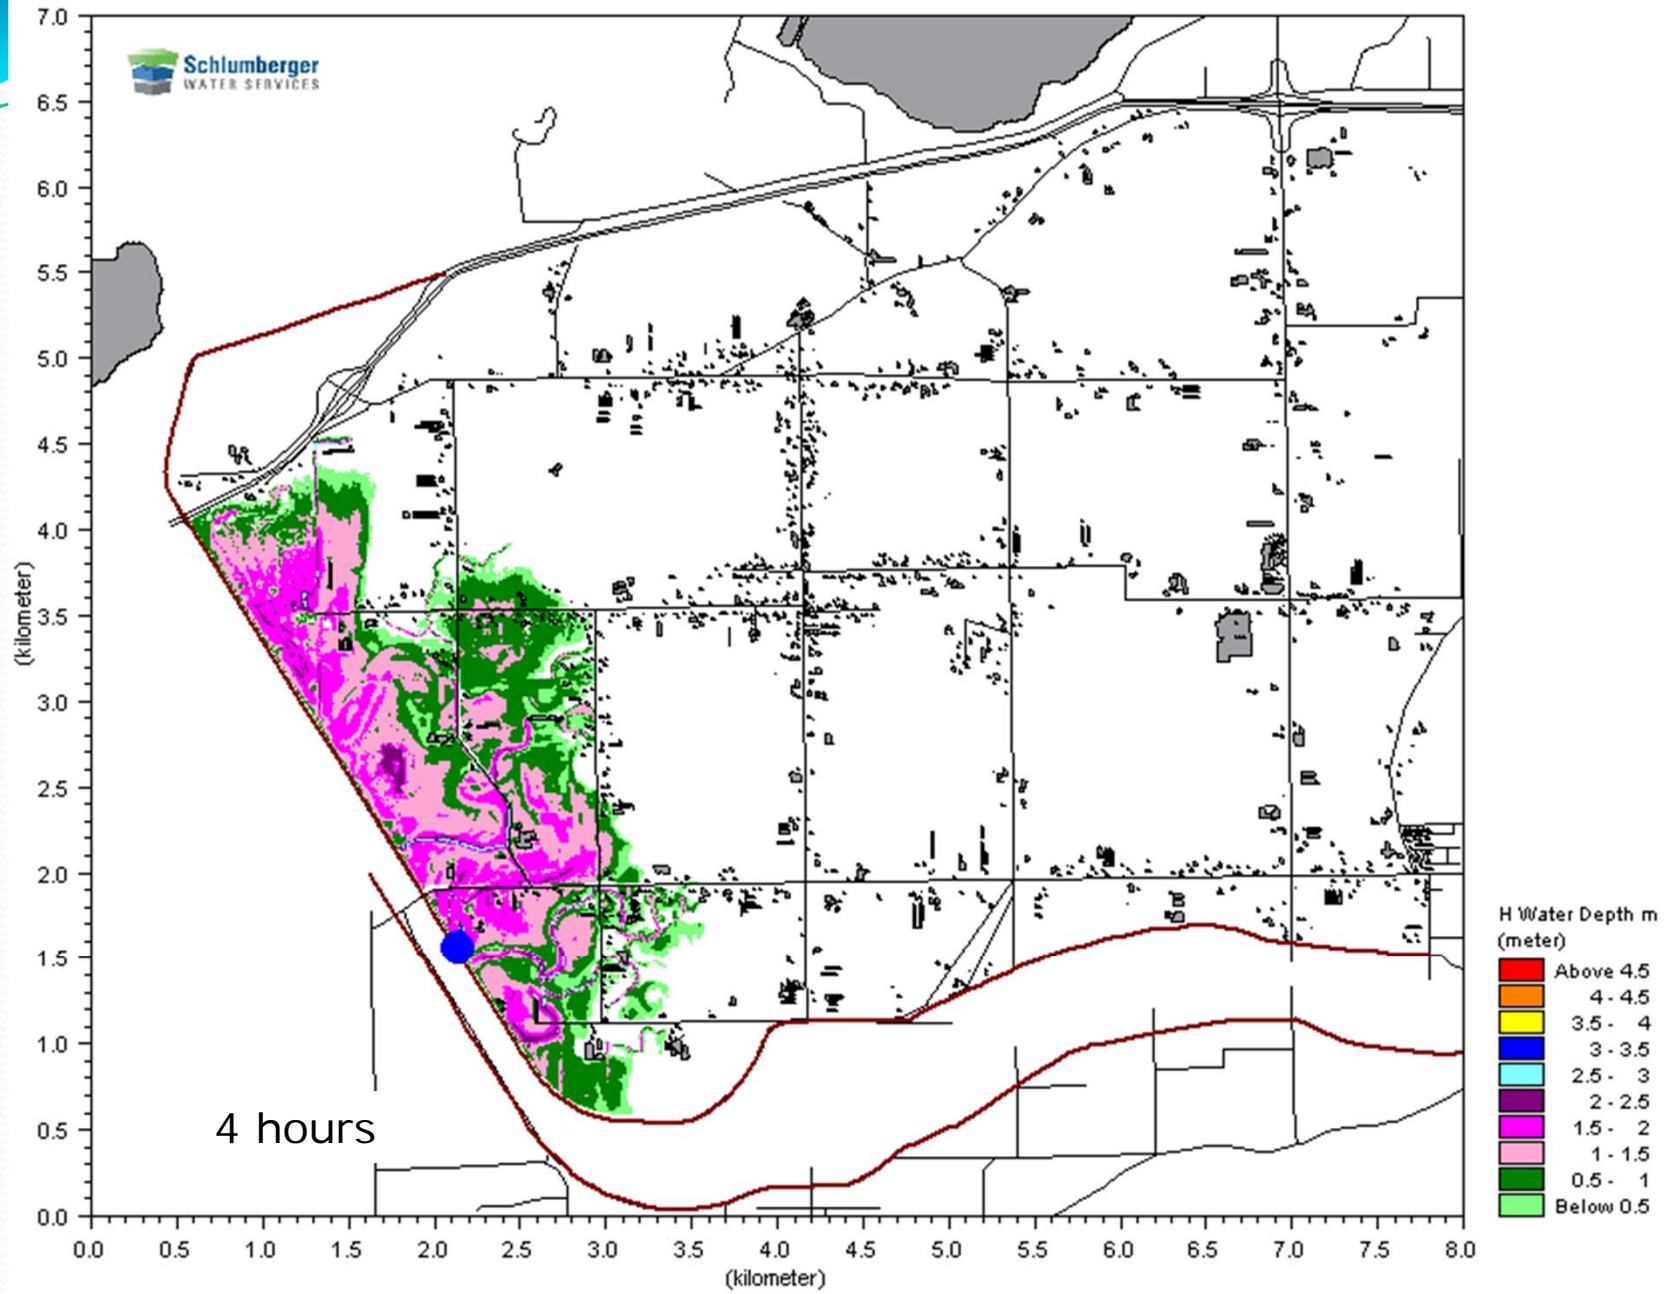 Schlumberger
WATER SERVICES
7.0
6.5
6.0
5.5
5.0
4.5
4.0
3.5
3.0
2.5
2.0
1.5
1.0
0.5
0.0
(kilometer)
4 hours
0.0 0.5 1.0 1.5 2.0 2.5 3.0 3.5 4.0 4.5 5.0 5.5 6.0 6.5 7.0 7.5 8.0
(kilometer)
H Water Depth m
(meter)
Above 4.5
4 - 4.5
3.5 - 4
3 - 3.5
2.5 - 3
2 - 2.5
1.5 - 2
1 - 1.5
0.5 - 1
Below 0.5